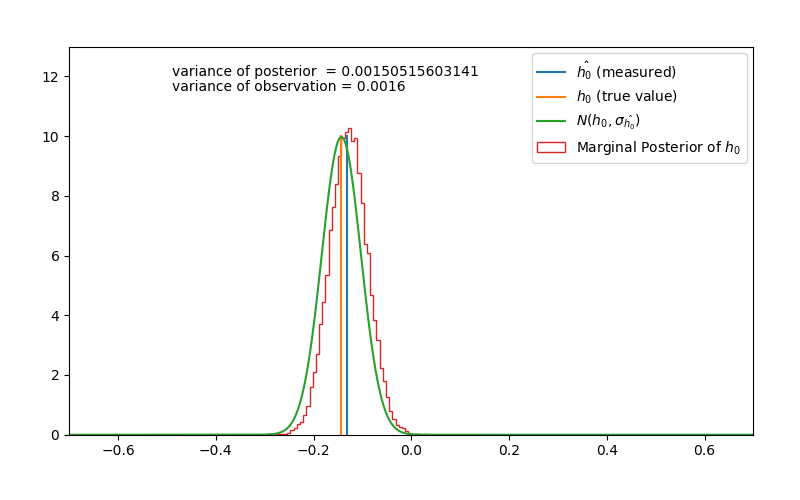 variance of posterior  = 0.00150515603141
variance of observation = 0.0016
$\hat{h_0}$ (measured)
$h_0$ (true value)
$N(h_0, \sigma_{\hat{h_0}})$
Marginal Posterior of $h_0$
12
10
8
6
4
2
0
−0.6 −0.4 −0.2 0.0 0.2 0.4 0.6